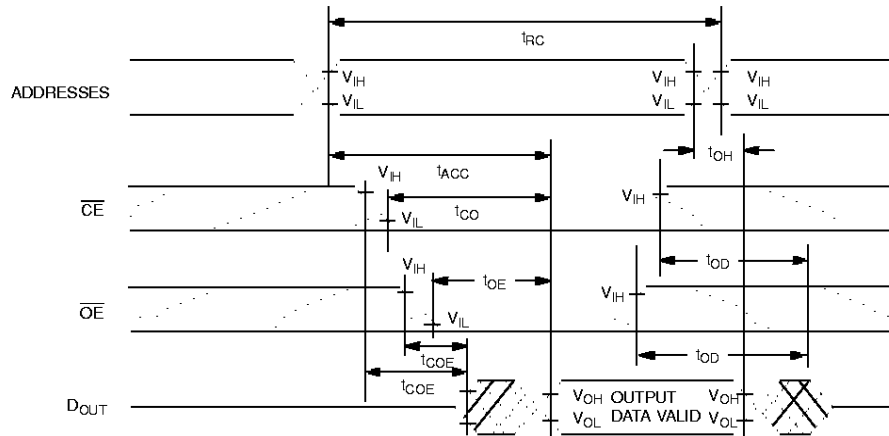 tRC
ADDRESSES
VIH VIH VIH
VIL VIL VIL
tOH
tACC
VIH
CE
tCO
VIL
VIH
tOD
VIH
OE
tOE
VIL
VIH
tCOE
tOD
tCOE
DOUT
VOH OUTPUT VOH
VOL DATA VALID VOL